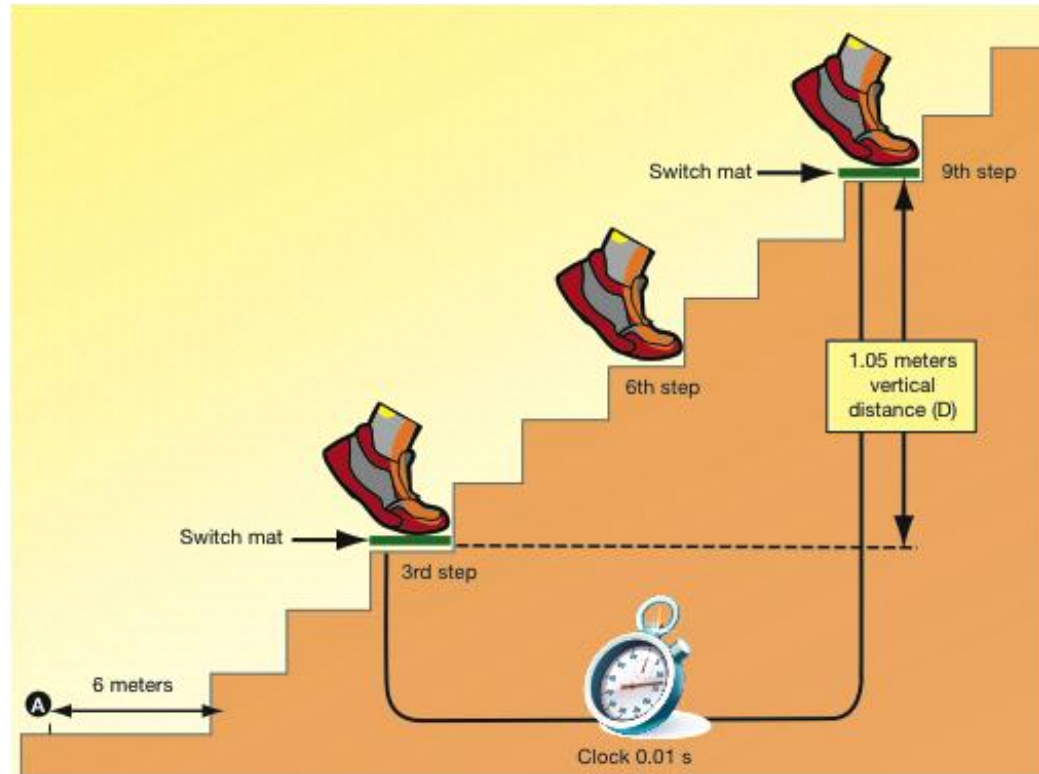 Switch mat
9th step
1.05 meters
vertical
distance (D)
6th step
Switch mat
3rd step
6 meters
A
Clock 0.01 s